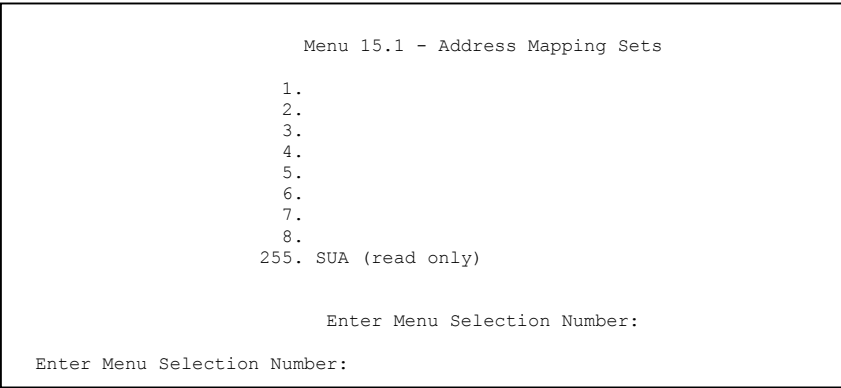 Menu 15.1 - Address Mapping Sets
1.
2.
3.
4.
5.
6.
7.
8.
255. SUA (read only)
Enter Menu Selection Number:
Enter Menu Selection Number: